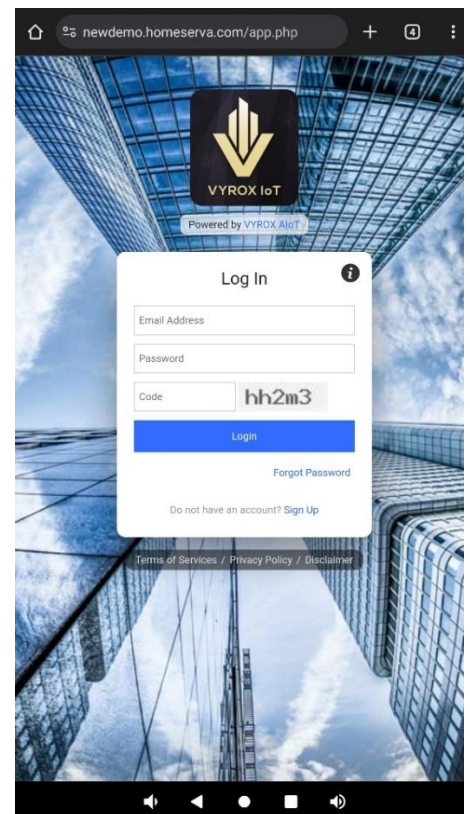 newdemo.homeserva.com/app.php
4
VYROX IoT
Powered by VYROX AIoT
Log In
i
Email Address
Password
Code
hh2m3
Login
Forgot Password
Do not have an account? Sign Up
Terms of Services / Privacy Policy / Disclaimer